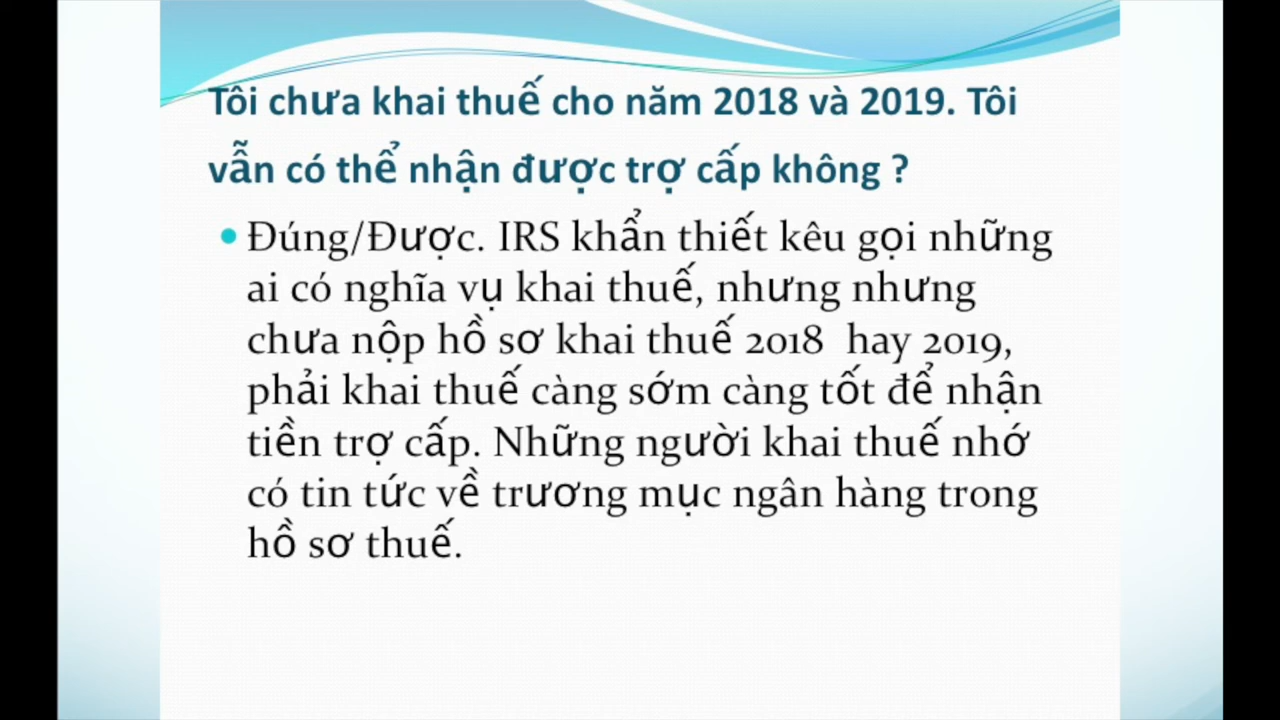 Tôi chưa khai thuế cho năm 2018 và 2019. Tôi
vẫn có thể nhận được trợ cấp không ?
• Đúng/Được. IRS khẩn thiết kêu gọi những
ai có nghĩa vụ khai thuế, nhưng nhưng
chưa nộp hồ sơ khai thuế 2018 hay 2019,
phải khai thuế càng sớm càng tốt để nhận
tiền trợ cấp. Những người khai thuế nhớ
có tin tức về trương mục ngân hàng trong
hồ sơ thuế.